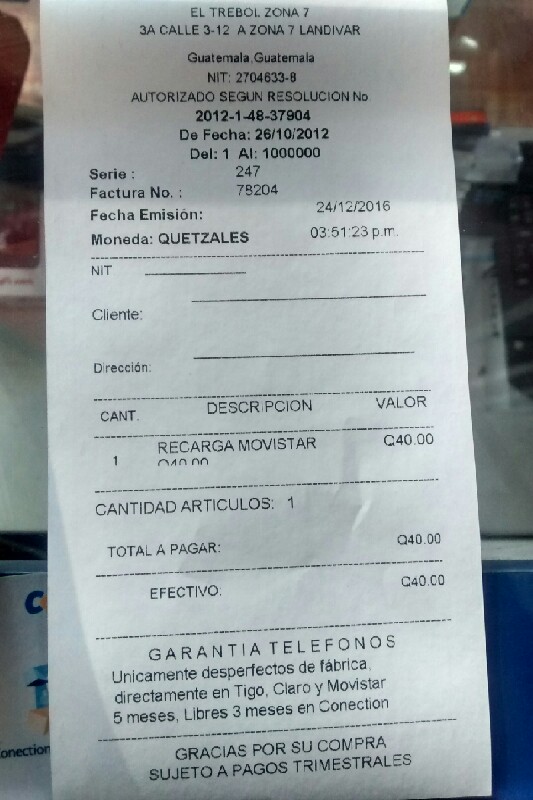 EL TREBOL ZONA 7
3A CALLE 3-12 A ZONA 7 LANDIVAR
Guatemala,Guatemala
NIT: 2704633-8
AUTORIZADO SEGUN RESOLUCION No
2012-1-48-37904
De Fecha: 26/10/2012
Del: 1 Al: 1000000
Serie : 247
Factura No. : 78204
Fecha Emisión: 24/12/2016
Moneda: QUETZALES 03:51:23 p.m.
NIT
Cliente:
Dirección:
CANT. DESCRIPCION VALOR
1 RECARGA MOVISTAR Q40.00
Q40.00
CANTIDAD ARTICULOS: 1
TOTAL A PAGAR: Q40.00
EFECTIVO: Q40.00
GARANTIA TELEFONOS
Unicamente desperfectos de fábrica,
directamente en Tigo, Claro y Movistar
5 meses, Libres 3 meses en Conection
GRACIAS POR SU COMPRA
SUJETO A PAGOS TRIMESTRALES